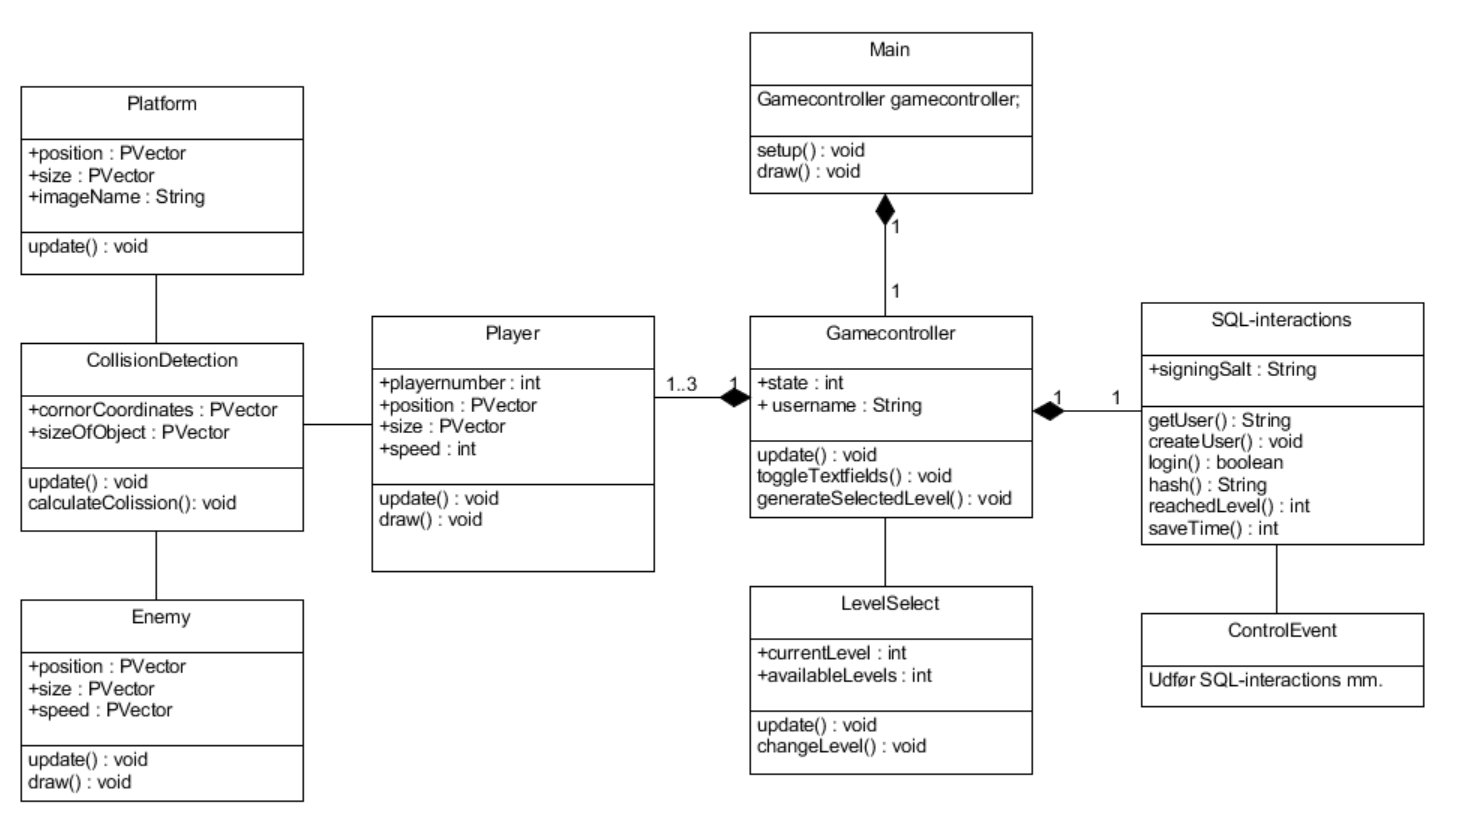 Main
Gamecontroller gamecontroller;
setup() : void
draw() : void
1
1
Platform
+position : PVector
+size : PVector
+imageName : String
update() : void
CollisionDetection
+cornorCoordinates : PVector
+sizeOfObject : PVector
update() : void
calculateColission(): void
Enemy
+position : PVector
+size : PVector
+speed : PVector
update() : void
draw() : void
Player
+playernumber : int
+position : PVector
+size : PVector
+speed : int
update() : void
draw() : void
1..3
1
Gamecontroller
+state : int
+ username : String
update() : void
toggleTextfields() : void
generateSelectedLevel() : void
1
1
LevelSelect
+currentLevel : int
+availableLevels : int
update() : void
changeLevel() : void
SQL-interactions
+signingSalt : String
getUser() : String
createUser() : void
login() : boolean
hash() : String
reachedLevel() : int
saveTime() : int
ControlEvent
Udfør SQL-interactions mm.